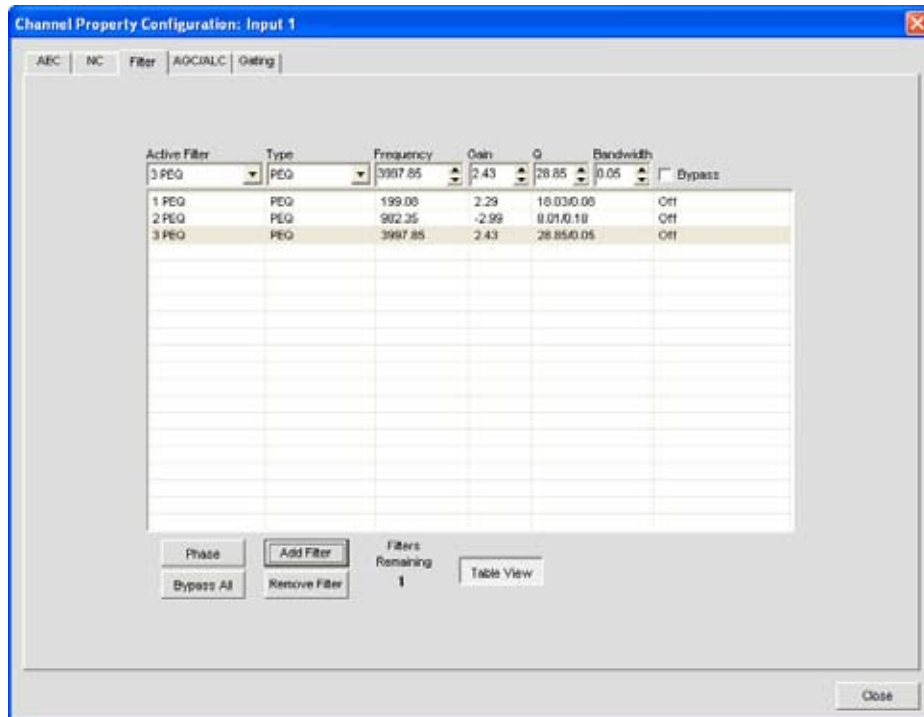 Channel Property Configuration: Input 1
AEC NC Filter AGC/ALC Gating
Active Filter Type Frequency Gain Q Bandwidth
3 PEQ PEQ 3997.85 2.43 28.85 0.05 Bypass
1 PEQ PEQ 199.08 2.29 18.03/0.08 Off
2 PEQ PEQ 982.35 -2.99 8.01/0.18 Off
3 PEQ PEQ 3997.85 2.43 28.85/0.05 Off
Phase Add Filter Filters Remaining
Bypass All Remove Filter 1 Table View
Close